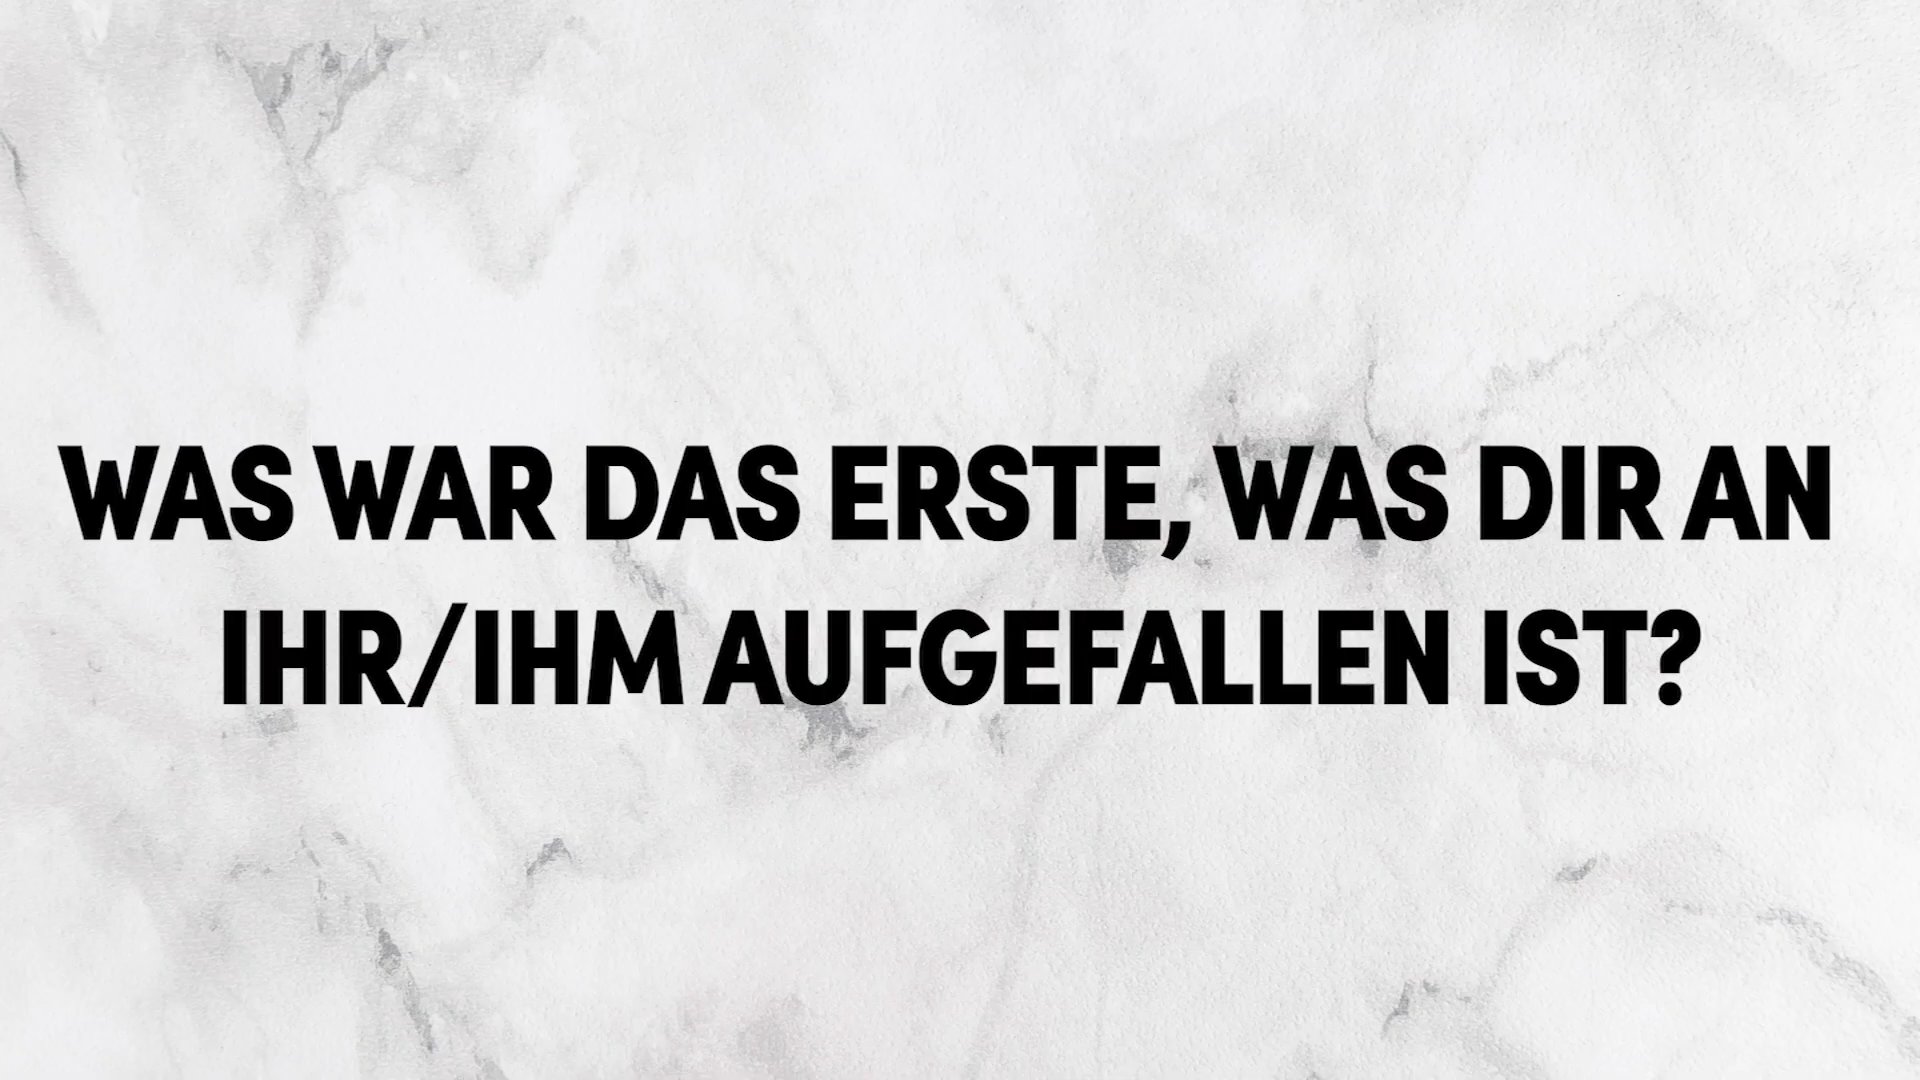 WAS WAR DAS ERSTE, WAS DIR AN
IHR/IHM AUFGEFALLEN IST?